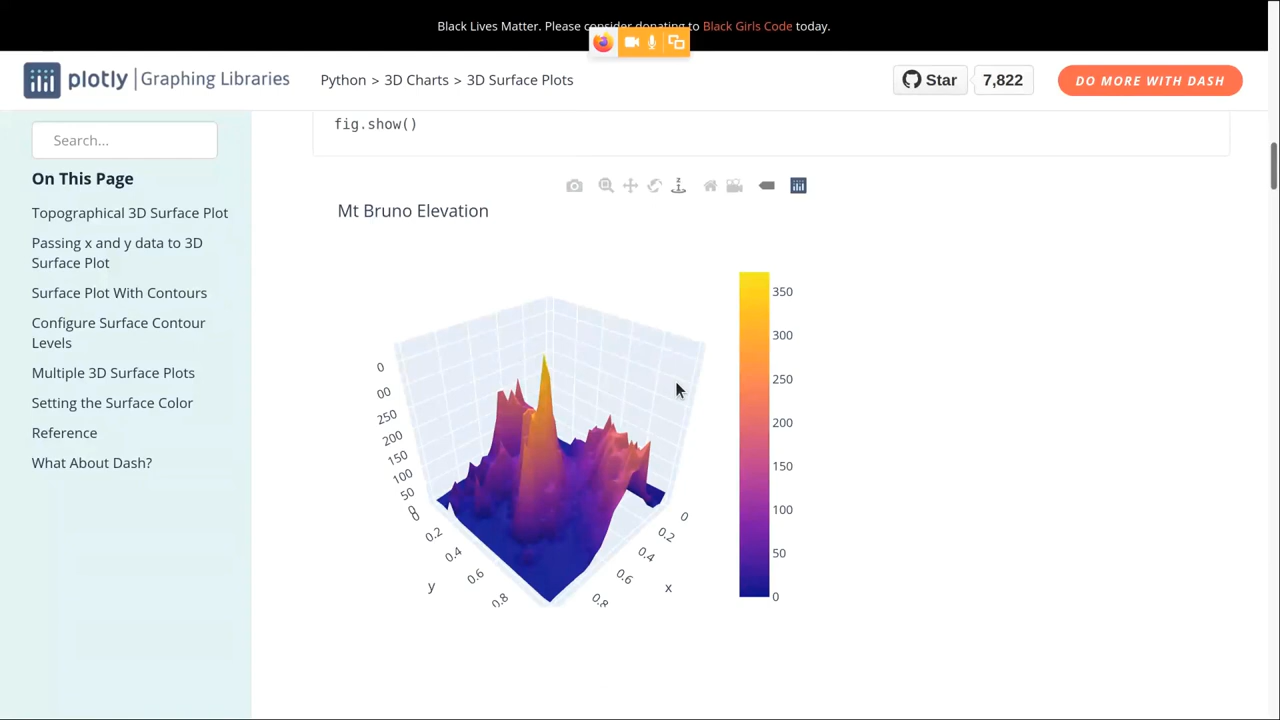 Black Lives Matter. Please consider donating to Black Girls Code today.
plotly | Graphing Libraries
Python > 3D Charts > 3D Surface Plots
Star
7,822
DO MORE WITH DASH
Search...
On This Page
Topographical 3D Surface Plot
Passing x and y data to 3D
Surface Plot
Surface Plot With Contours
Configure Surface Contour
Levels
Multiple 3D Surface Plots
Setting the Surface Color
Reference
What About Dash?
fig.show()
z
Mt Bruno Elevation
0
00
250
200
150
100
50
0
0
0.2
0.4
0.6
0.8
y
0
0.2
0.4
0.6
0.8
x
350
300
250
200
150
100
50
0